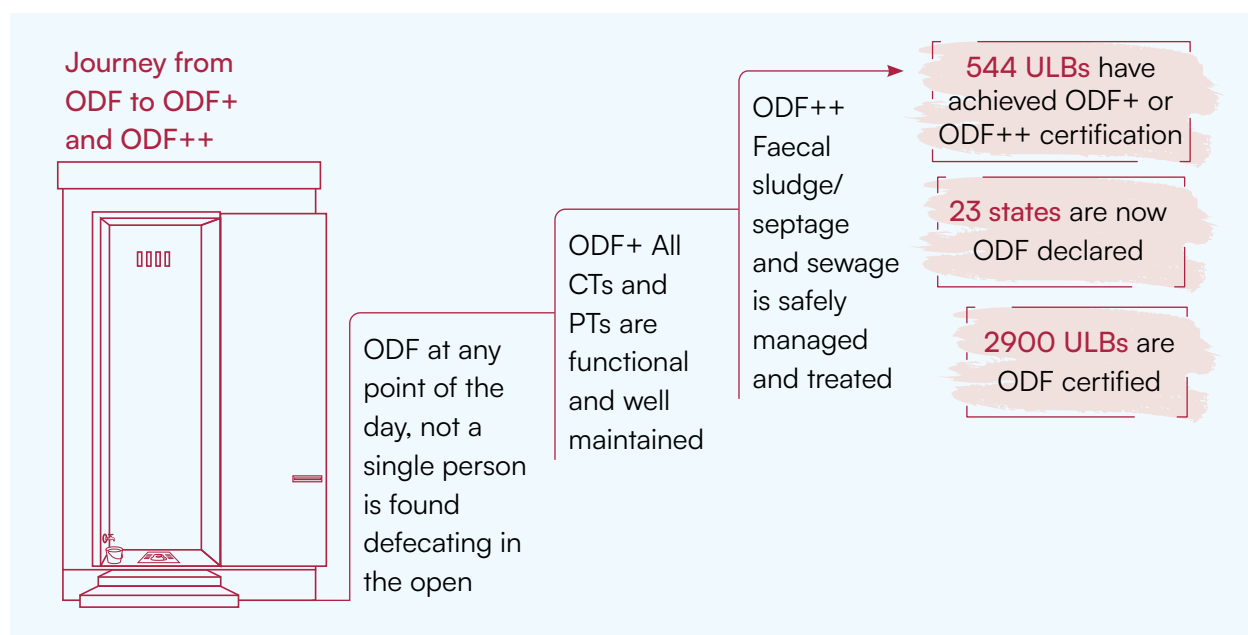 Journey from
ODF to ODF+
and ODF++
ODF at any
point of the
day, not a
single person
is found
defecating in
the open
ODF+ All
CTs and
PTs are
functional
and well
maintained
ODF++
Faecal
sludge/
septage
and sewage
is safely
managed
and treated
544 ULBs have
achieved ODF+ or
ODF++ certification
23 states are now
ODF declared
2900 ULBs are
ODF certified